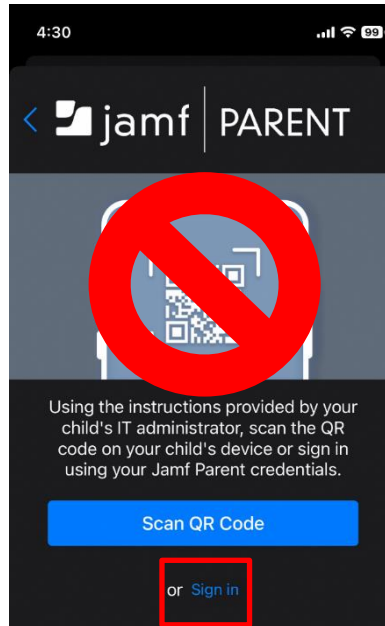 4:30
99
jamf PARENT
Using the instructions provided by your
child's IT administrator, scan the QR
code on your child's device or sign in
using your Jamf Parent credentials.
Scan QR Code
or Sign in